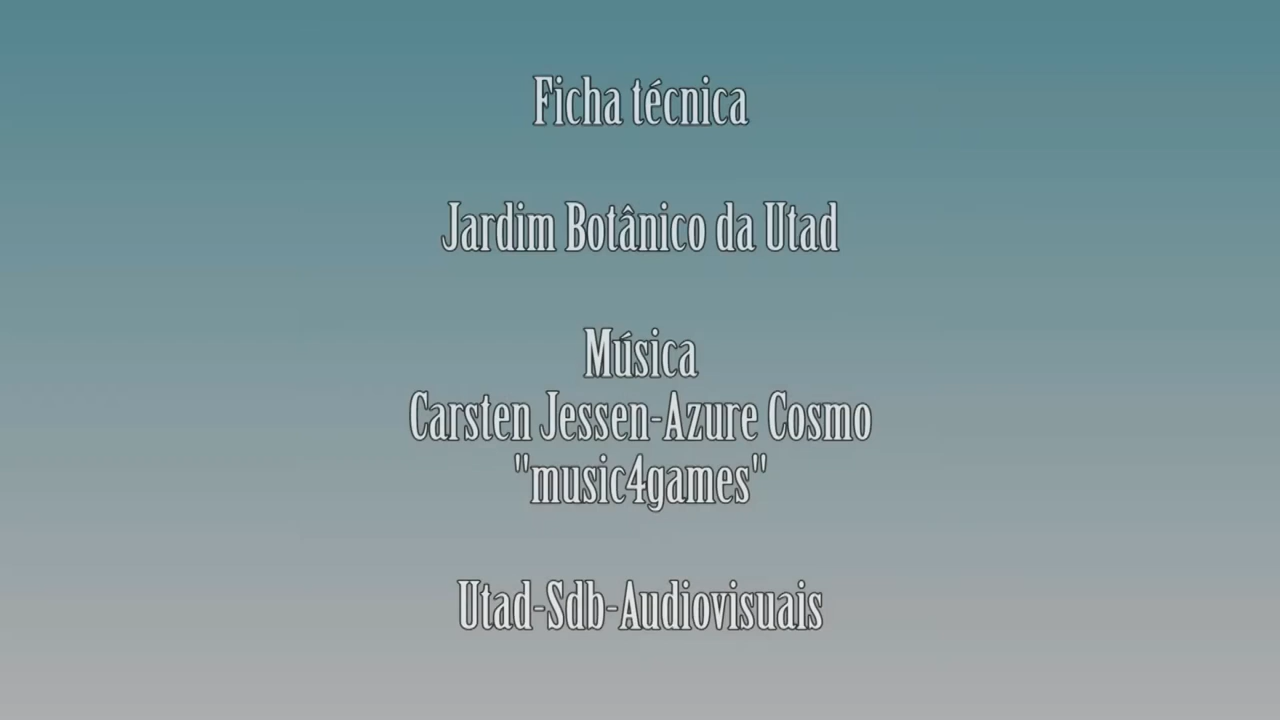 Ficha técnica
Jardim Botânico da Utad
Música
Carsten Jessen-Azure Cosmo
"music4games"
Utad-Sdb-Audiovisuais